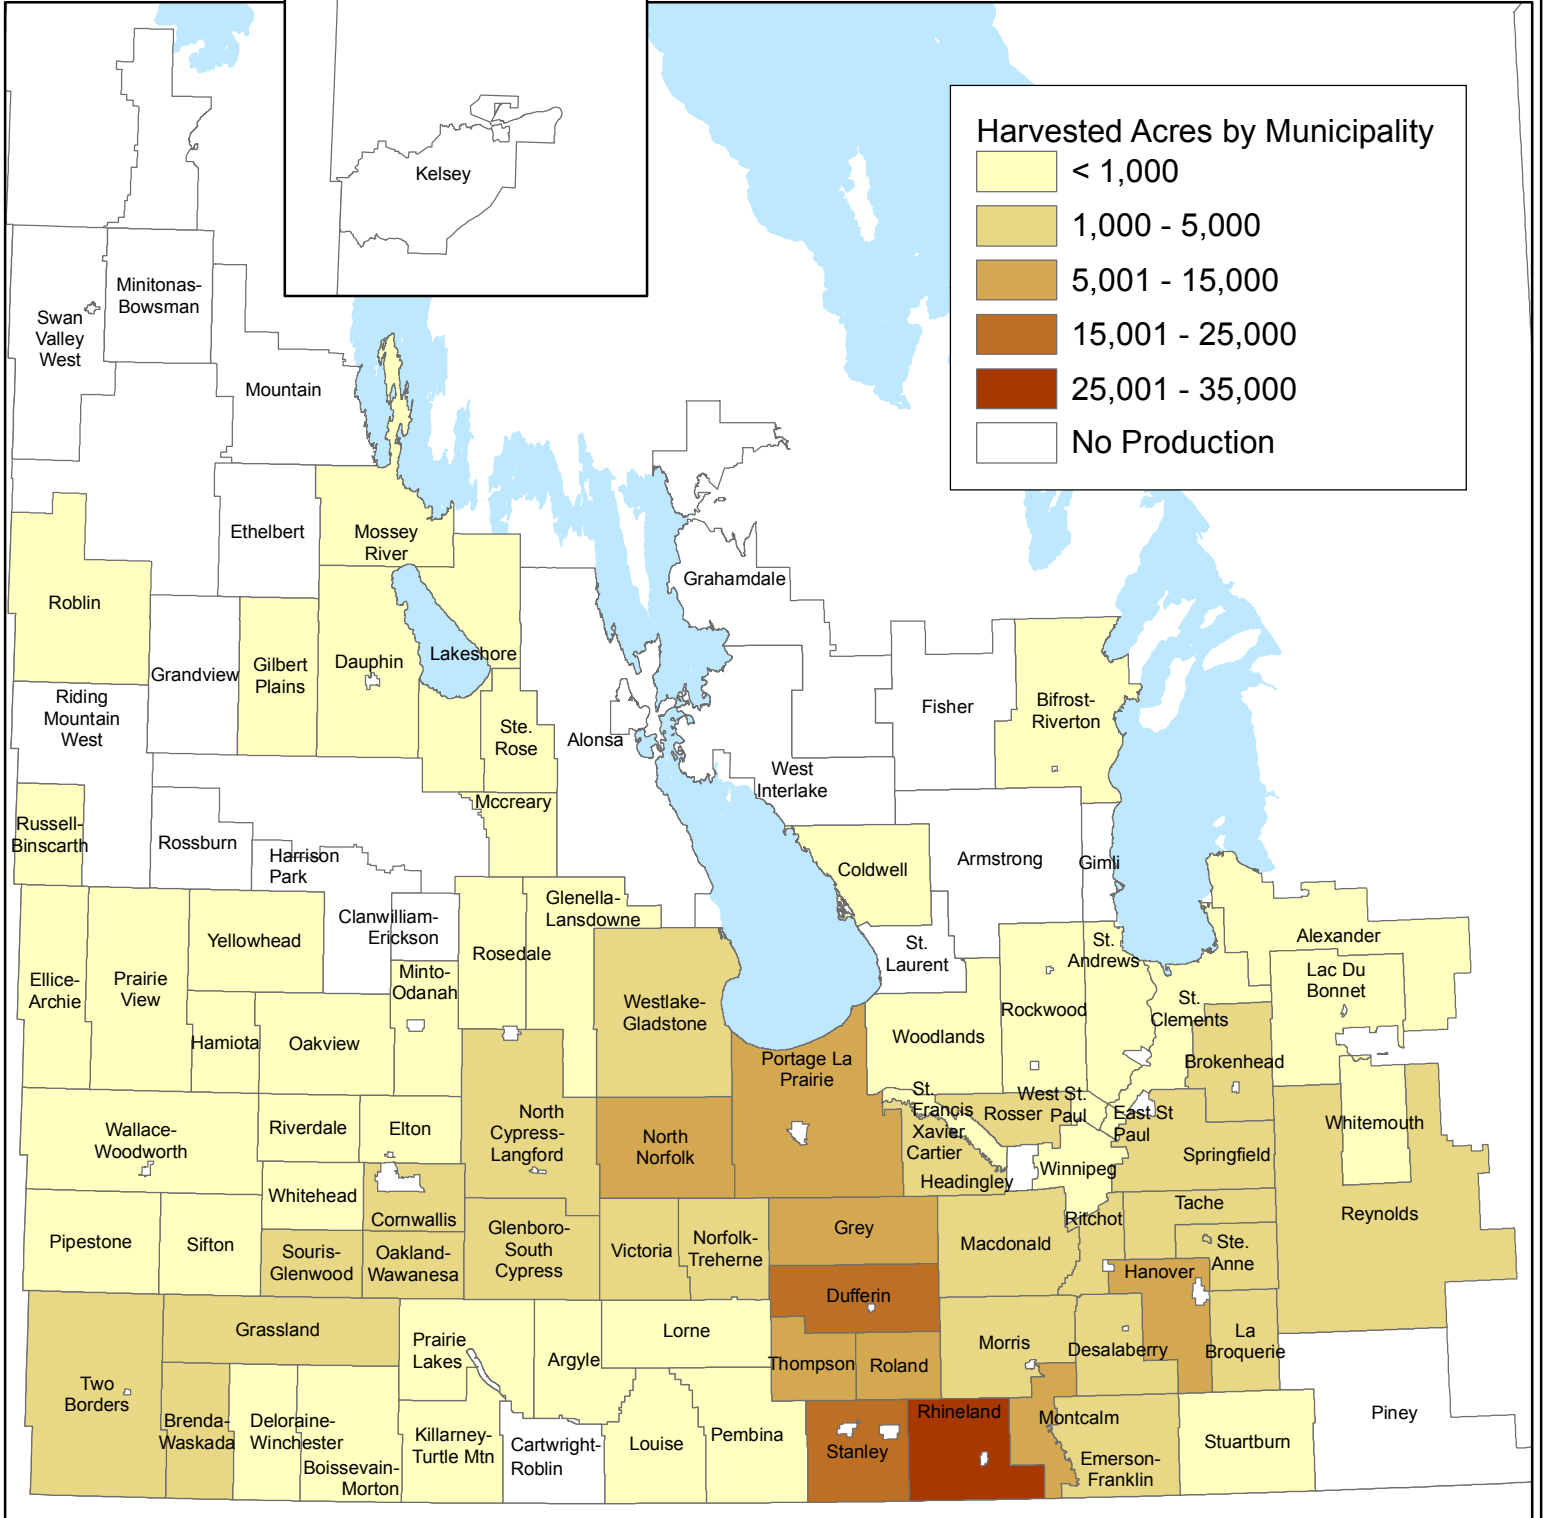 Kelsey
Harvested Acres by Municipality
< 1,000
1,000 - 5,000
5,001 - 15,000
15,001 - 25,000
25,001 - 35,000
No Production
Minitonas-
Bowsman
Swan
Valley
West
Mountain
Ethelbert
Mossey
River
Grahamdale
Roblin
Grandview
Gilbert
Plains
Dauphin
Lakeshore
Riding
Mountain
West
Ste.
Rose
Alonsa
Fisher
Bifrost-
Riverton
West
Interlake
Mccreary
Russell-
Binscarth
Rossburn
Harrison
Park
Coldwell
Armstrong
Gimli
Glenella-
Lansdowne
Clanwilliam-
Erickson
Yellowhead
Rosedale
St.
Laurent
St.
Andrews
Alexander
Lac Du
Bonnet
Ellice-
Archie
Prairie
View
Minto-
Odanah
Westlake-
Gladstone
Rockwood
St.
Clements
Hamiota
Oakview
Woodlands
Portage La
Prairie
Brokenhead
St.
Francis
Xavier
West St.
Paul
Rosser
East St
Paul
Whitemouth
Wallace-
Woodworth
Riverdale
Elton
North
Cypress-
Langford
North
Norfolk
Cartier
Springfield
Winnipeg
Headingley
Whitehead
Cornwallis
Ritchot
Tache
Reynolds
Pipestone
Sifton
Souris-
Glenwood
Oakland-
Wawanesa
Glenboro-
South
Cypress
Victoria
Norfolk-
Treherne
Grey
Macdonald
Ste.
Anne
Hanover
Dufferin
Grassland
Prairie
Lakes
Argyle
Lorne
Thompson
Roland
Morris
Desalaberry
La
Broquerie
Two
Borders
Brenda-
Waskada
Deloraine-
Winchester
Boissevain-
Morton
Killarney-
Turtle Mtn
Cartwright-
Roblin
Louise
Pembina
Stanley
Rhineland
Montcalm
Emerson-
Franklin
Stuartburn
Piney